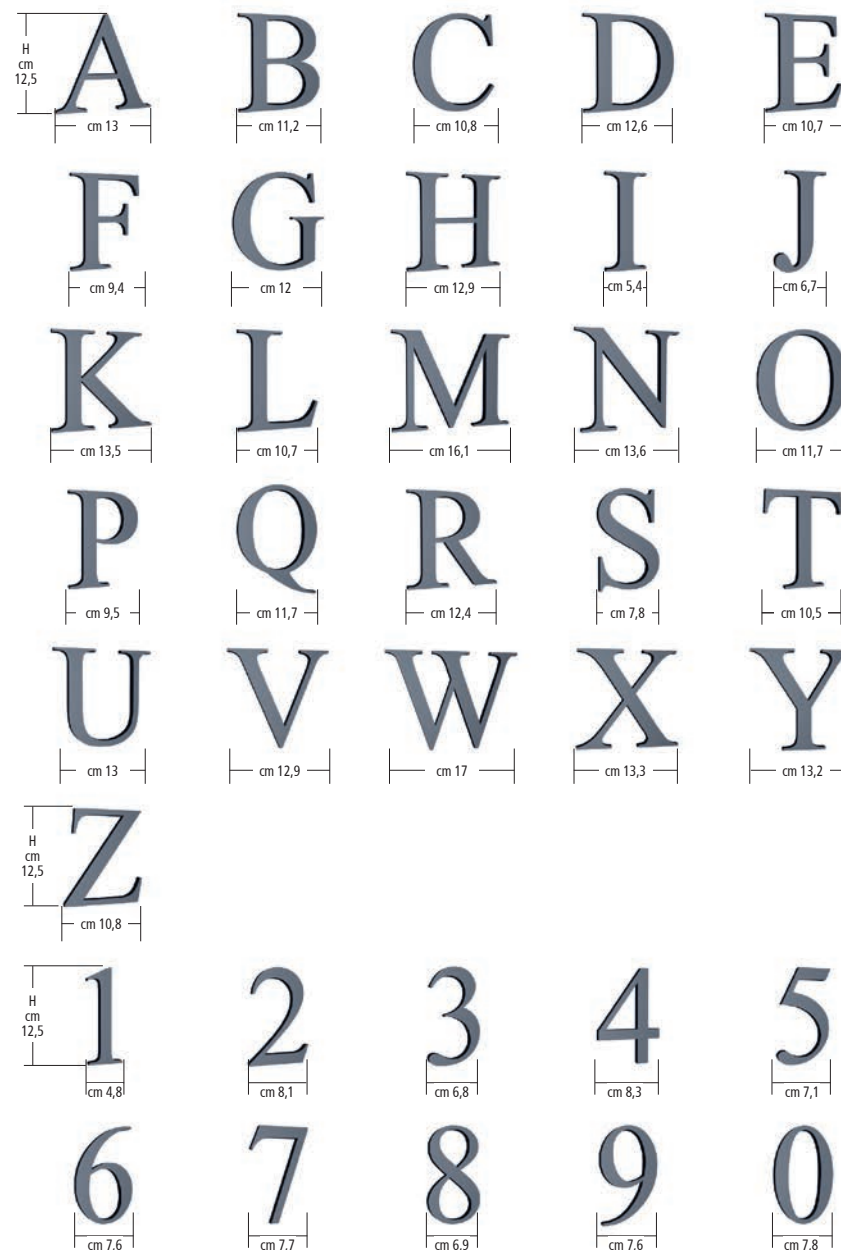 A B C D E
H
cm
12,5
cm 13 cm 11,2 cm 10,8 cm 12,6 cm 10,7
F G H I J
cm 9,4 cm 12 cm 12,9 cm 5,4 cm 6,7
K L M N O
cm 13,5 cm 10,7 cm 16,1 cm 13,6 cm 11,7
P Q R S T
cm 9,5 cm 11,7 cm 12,4 cm 7,8 cm 10,5
U V W X Y
cm 13 cm 12,9 cm 17 cm 13,3 cm 13,2
Z
H
cm
12,5
cm 10,8
1 2 3 4 5
H
cm
12,5
cm 4,8 cm 8,1 cm 6,8 cm 8,3 cm 7,1
6 7 8 9 0
cm 7,6 cm 7,7 cm 6,9 cm 7,6 cm 7,8